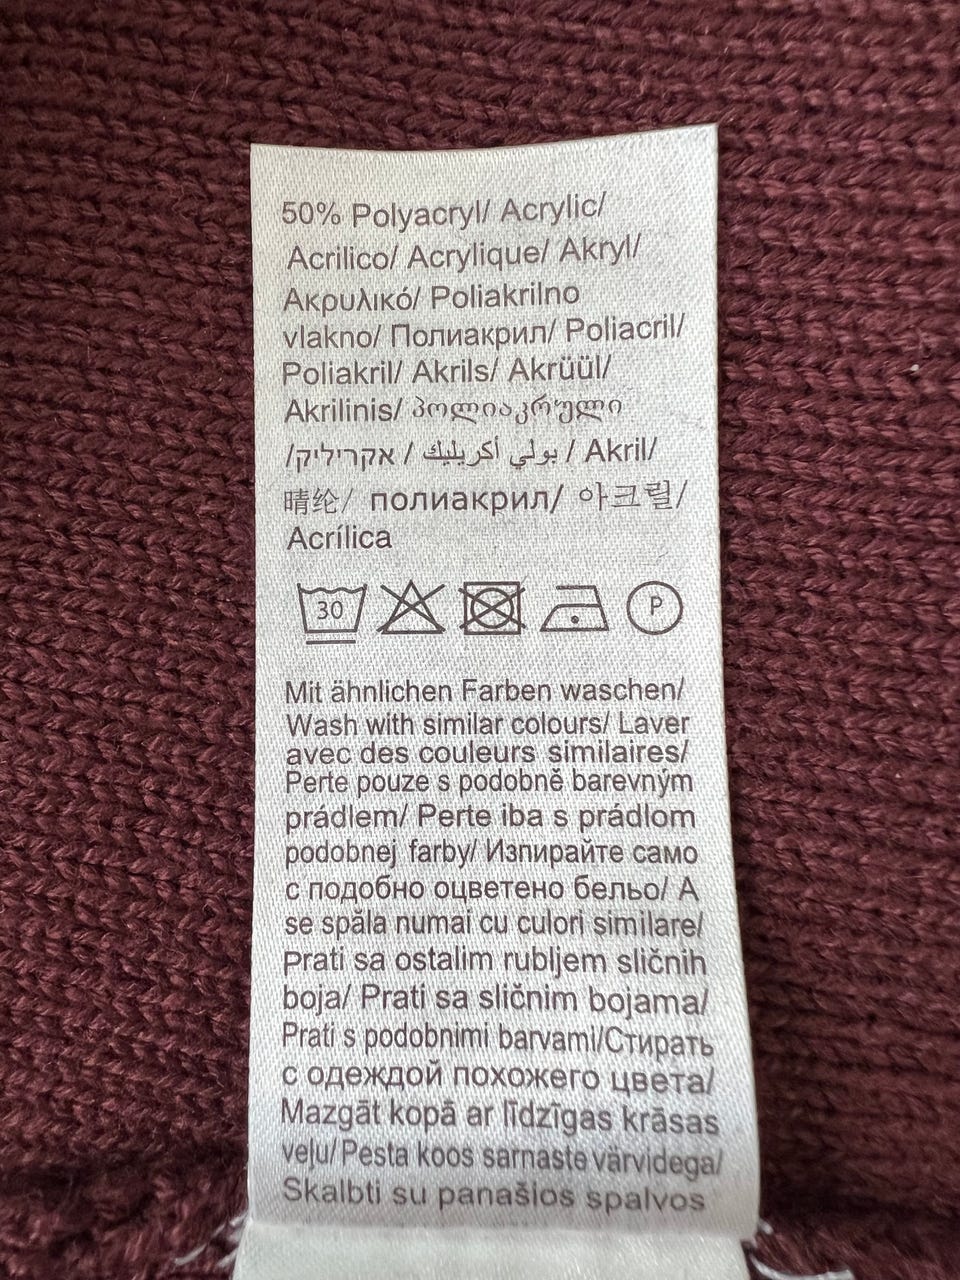 50% Polyacryl/ Acrylic/
Acrilico/ Acrylique/ Akryl/
Ακρυλικό/ Poliakrilno
vlakno/ Полиакрил/ Poliacril/
Poliakril/ Akrils/ Akrüül/
Akrilinis/ პოლიაკრული
/אקריליק / بولي أكريليك / Akril/
晴纶/ полиакрил/ 아크릴/
Acrílica
30 P
Mit ähnlichen Farben waschen/
Wash with similar colours/ Laver
avec des couleurs similaires/
Perte pouze s podobně barevným
prádlem/ Perte iba s prádlom
podobnej farby/ Изпирайте само
с подобно оцветено бельо/ A
se spăla numai cu culori similare/
Prati sa ostalim rubljem sličnih
boja/ Prati sa sličnim bojama/
Prati s podobnimi barvami/Стирать
с одеждой похожего цвета/
Mazgāt kopā ar līdzīgas krāsas
veļu/Pesta koos sarnaste värvidega/
Skalbti su panašios spalvos